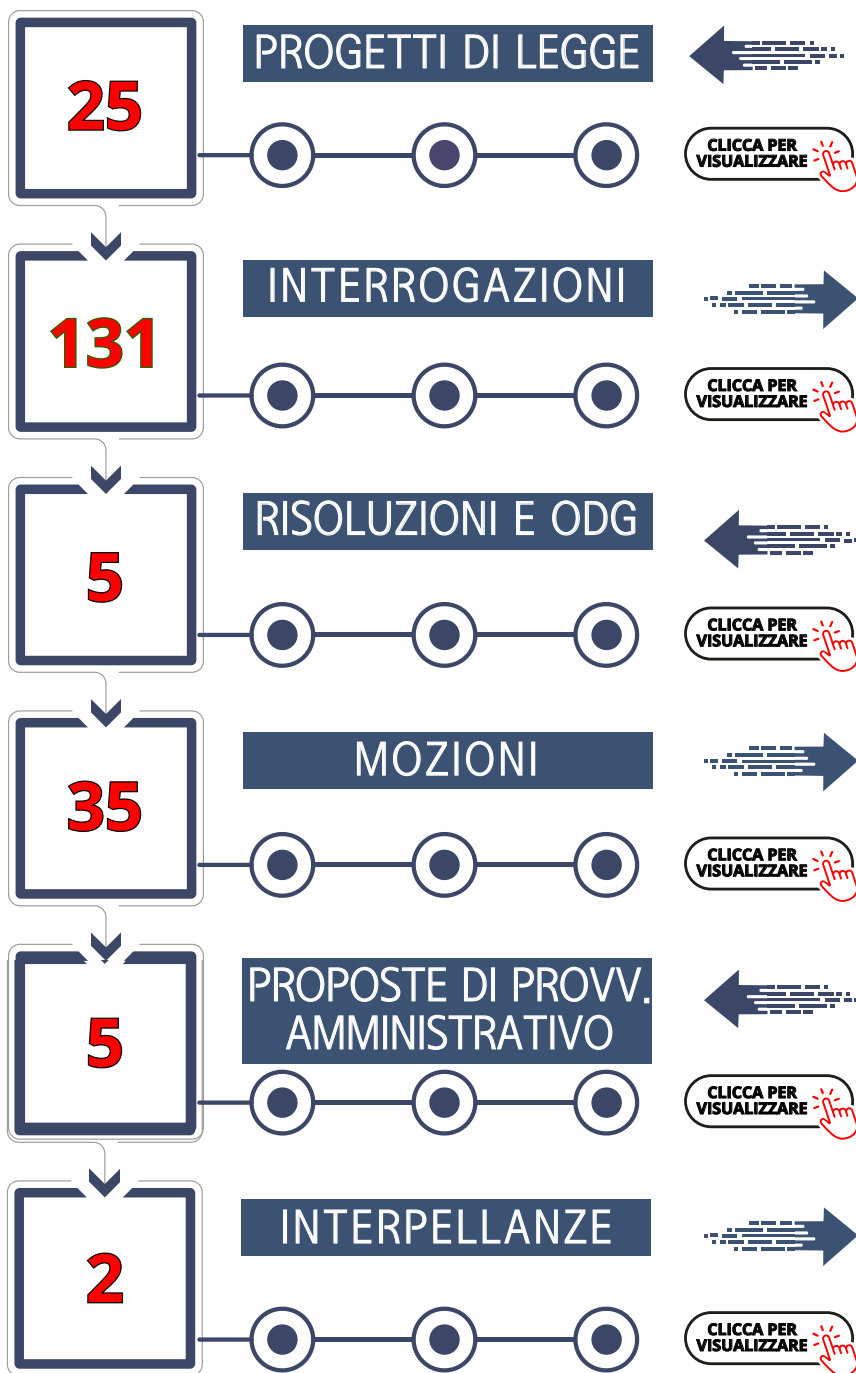 25
PROGETTI DI LEGGE
CLICCA PER
VISUALIZZARE
131
INTERROGAZIONI
CLICCA PER
VISUALIZZARE
5
RISOLUZIONI E ODG
CLICCA PER
VISUALIZZARE
35
MOZIONI
CLICCA PER
VISUALIZZARE
5
PROPOSTE DI PROVV.
AMMINISTRATIVO
CLICCA PER
VISUALIZZARE
2
INTERPELLANZE
CLICCA PER
VISUALIZZARE